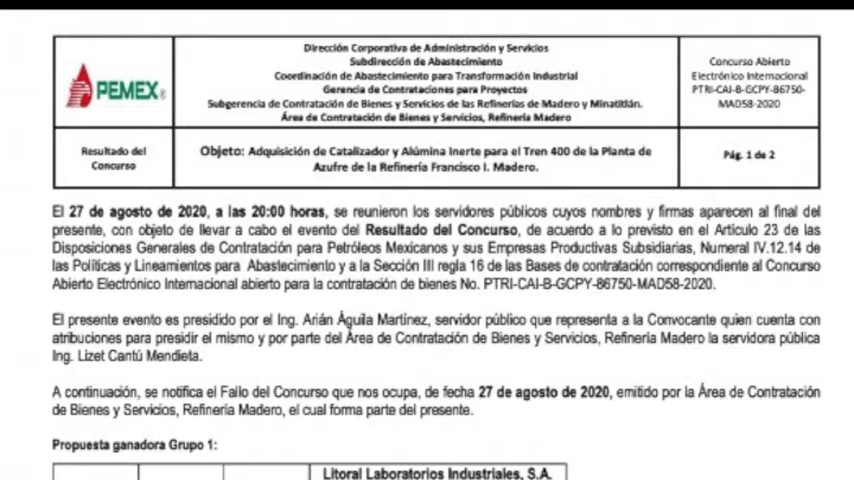 PEMEX
Dirección Corporativa de Administración y Servicios
Subdirección de Abastecimiento
Coordinación de Abastecimiento para Transformación Industrial
Gerencia de Contrataciones para Proyectos
Subgerencia de Contratación de Bienes y Servicios de las Refinerías de Madero y Minatitlán.
Área de Contratación de Bienes y Servicios, Refinería Madero
Concurso Abierto
Electrónico Internacional
PTRI-CAI-B-GCPY-86750-
MAD58-2020
Resultado del
Concurso
Objeto: Adquisición de Catalizador y Alúmina Inerte para el Tren 400 de la Planta de
Azufre de la Refinería Francisco I. Madero.
Pág. 1 de 2
El 27 de agosto de 2020, a las 20:00 horas, se reunieron los servidores públicos cuyos nombres y firmas aparecen al final del
presente, con objeto de llevar a cabo el evento del Resultado del Concurso, de acuerdo a lo previsto en el Artículo 23 de las
Disposiciones Generales de Contratación para Petróleos Mexicanos y sus Empresas Productivas Subsidiarias, Numeral IV.12.14 de
las Políticas y Lineamientos para Abastecimiento y a la Sección III regla 16 de las Bases de contratación correspondiente al Concurso
Abierto Electrónico Internacional abierto para la contratación de bienes No. PTRI-CAI-B-GCPY-86750-MAD58-2020.
El presente evento es presidido por el Ing. Arián Águila Martínez, servidor público que representa a la Convocante quien cuenta con
atribuciones para presidir el mismo y por parte del Área de Contratación de Bienes y Servicios, Refinería Madero la servidora pública
Ing. Lizet Cantú Mendieta.
A continuación, se notifica el Fallo del Concurso que nos ocupa, de fecha 27 de agosto de 2020, emitido por la Área de Contratación
de Bienes y Servicios, Refinería Madero, el cual forma parte del presente.
Propuesta ganadora Grupo 1:
Litoral Laboratorios Industriales, S.A.